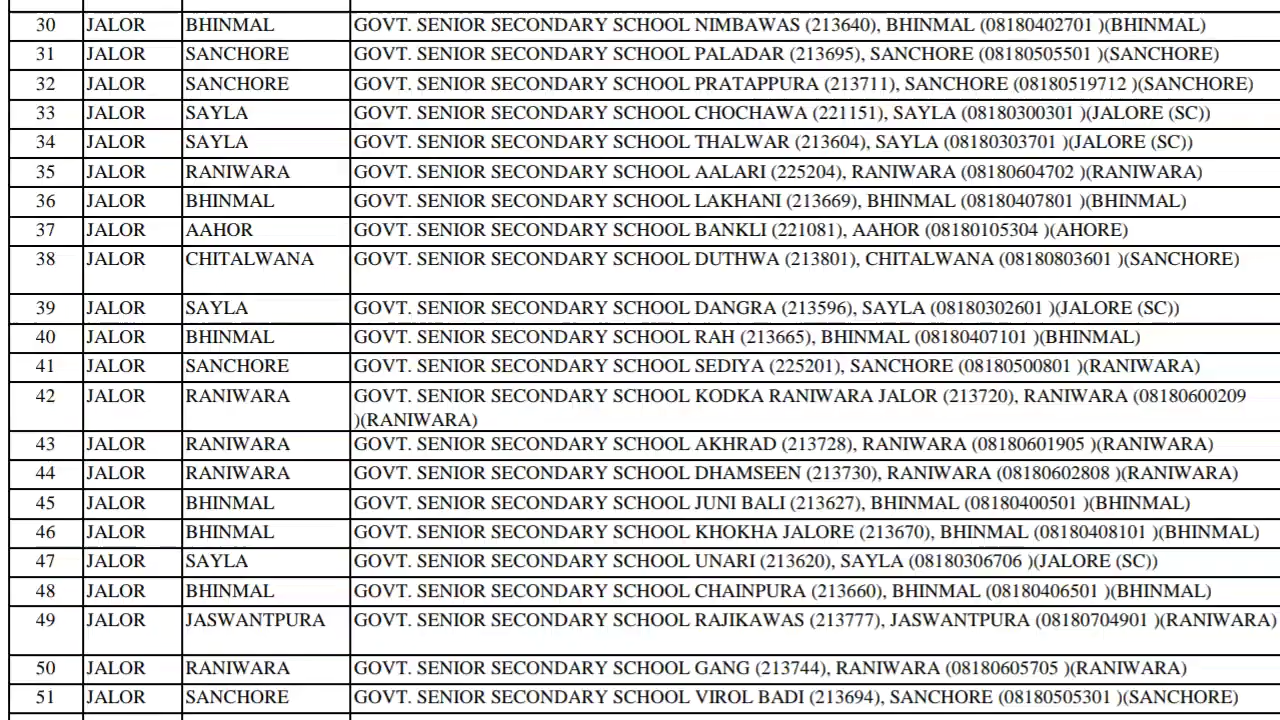 30 JALOR BHINMAL GOVT. SENIOR SECONDARY SCHOOL NIMBAWAS (213640), BHINMAL (08180402701 )(BHINMAL)
31 JALOR SANCHORE GOVT. SENIOR SECONDARY SCHOOL PALADAR (213695), SANCHORE (08180505501 )(SANCHORE)
32 JALOR SANCHORE GOVT. SENIOR SECONDARY SCHOOL PRATAPPURA (213711), SANCHORE (08180519712 )(SANCHORE)
33 JALOR SAYLA GOVT. SENIOR SECONDARY SCHOOL CHOCHAWA (221151), SAYLA (08180300301 )(JALORE (SC))
34 JALOR SAYLA GOVT. SENIOR SECONDARY SCHOOL THALWAR (213604), SAYLA (08180303701 )(JALORE (SC))
35 JALOR RANIWARA GOVT. SENIOR SECONDARY SCHOOL AALARI (225204), RANIWARA (08180604702 )(RANIWARA)
36 JALOR BHINMAL GOVT. SENIOR SECONDARY SCHOOL LAKHANI (213669), BHINMAL (08180407801 )(BHINMAL)
37 JALOR AAHOR GOVT. SENIOR SECONDARY SCHOOL BANKLI (221081), AAHOR (08180105304 )(AHORE)
38 JALOR CHITALWANA GOVT. SENIOR SECONDARY SCHOOL DUTHWA (213801), CHITALWANA (08180803601 )(SANCHORE)
39 JALOR SAYLA GOVT. SENIOR SECONDARY SCHOOL DANGRA (213596), SAYLA (08180302601 )(JALORE (SC))
40 JALOR BHINMAL GOVT. SENIOR SECONDARY SCHOOL RAH (213665), BHINMAL (08180407101 )(BHINMAL)
41 JALOR SANCHORE GOVT. SENIOR SECONDARY SCHOOL SEDIYA (225201), SANCHORE (08180500801 )(RANIWARA)
42 JALOR RANIWARA GOVT. SENIOR SECONDARY SCHOOL KODKA RANIWARA JALOR (213720), RANIWARA (08180600209
)(RANIWARA)
43 JALOR RANIWARA GOVT. SENIOR SECONDARY SCHOOL AKHRAD (213728), RANIWARA (08180601905 )(RANIWARA)
44 JALOR RANIWARA GOVT. SENIOR SECONDARY SCHOOL DHAMSEEN (213730), RANIWARA (08180602808 )(RANIWARA)
45 JALOR BHINMAL GOVT. SENIOR SECONDARY SCHOOL JUNI BALI (213627), BHINMAL (08180400501 )(BHINMAL)
46 JALOR BHINMAL GOVT. SENIOR SECONDARY SCHOOL KHOKHA JALORE (213670), BHINMAL (08180408101 )(BHINMAL)
47 JALOR SAYLA GOVT. SENIOR SECONDARY SCHOOL UNARI (213620), SAYLA (08180306706 )(JALORE (SC))
48 JALOR BHINMAL GOVT. SENIOR SECONDARY SCHOOL CHAINPURA (213660), BHINMAL (08180406501 )(BHINMAL)
49 JALOR JASWANTPURA GOVT. SENIOR SECONDARY SCHOOL RAJIKAWAS (213777), JASWANTPURA (08180704901 )(RANIWARA)
50 JALOR RANIWARA GOVT. SENIOR SECONDARY SCHOOL GANG (213744), RANIWARA (08180605705 )(RANIWARA)
51 JALOR SANCHORE GOVT. SENIOR SECONDARY SCHOOL VIROL BADI (213694), SANCHORE (08180505301 )(SANCHORE)